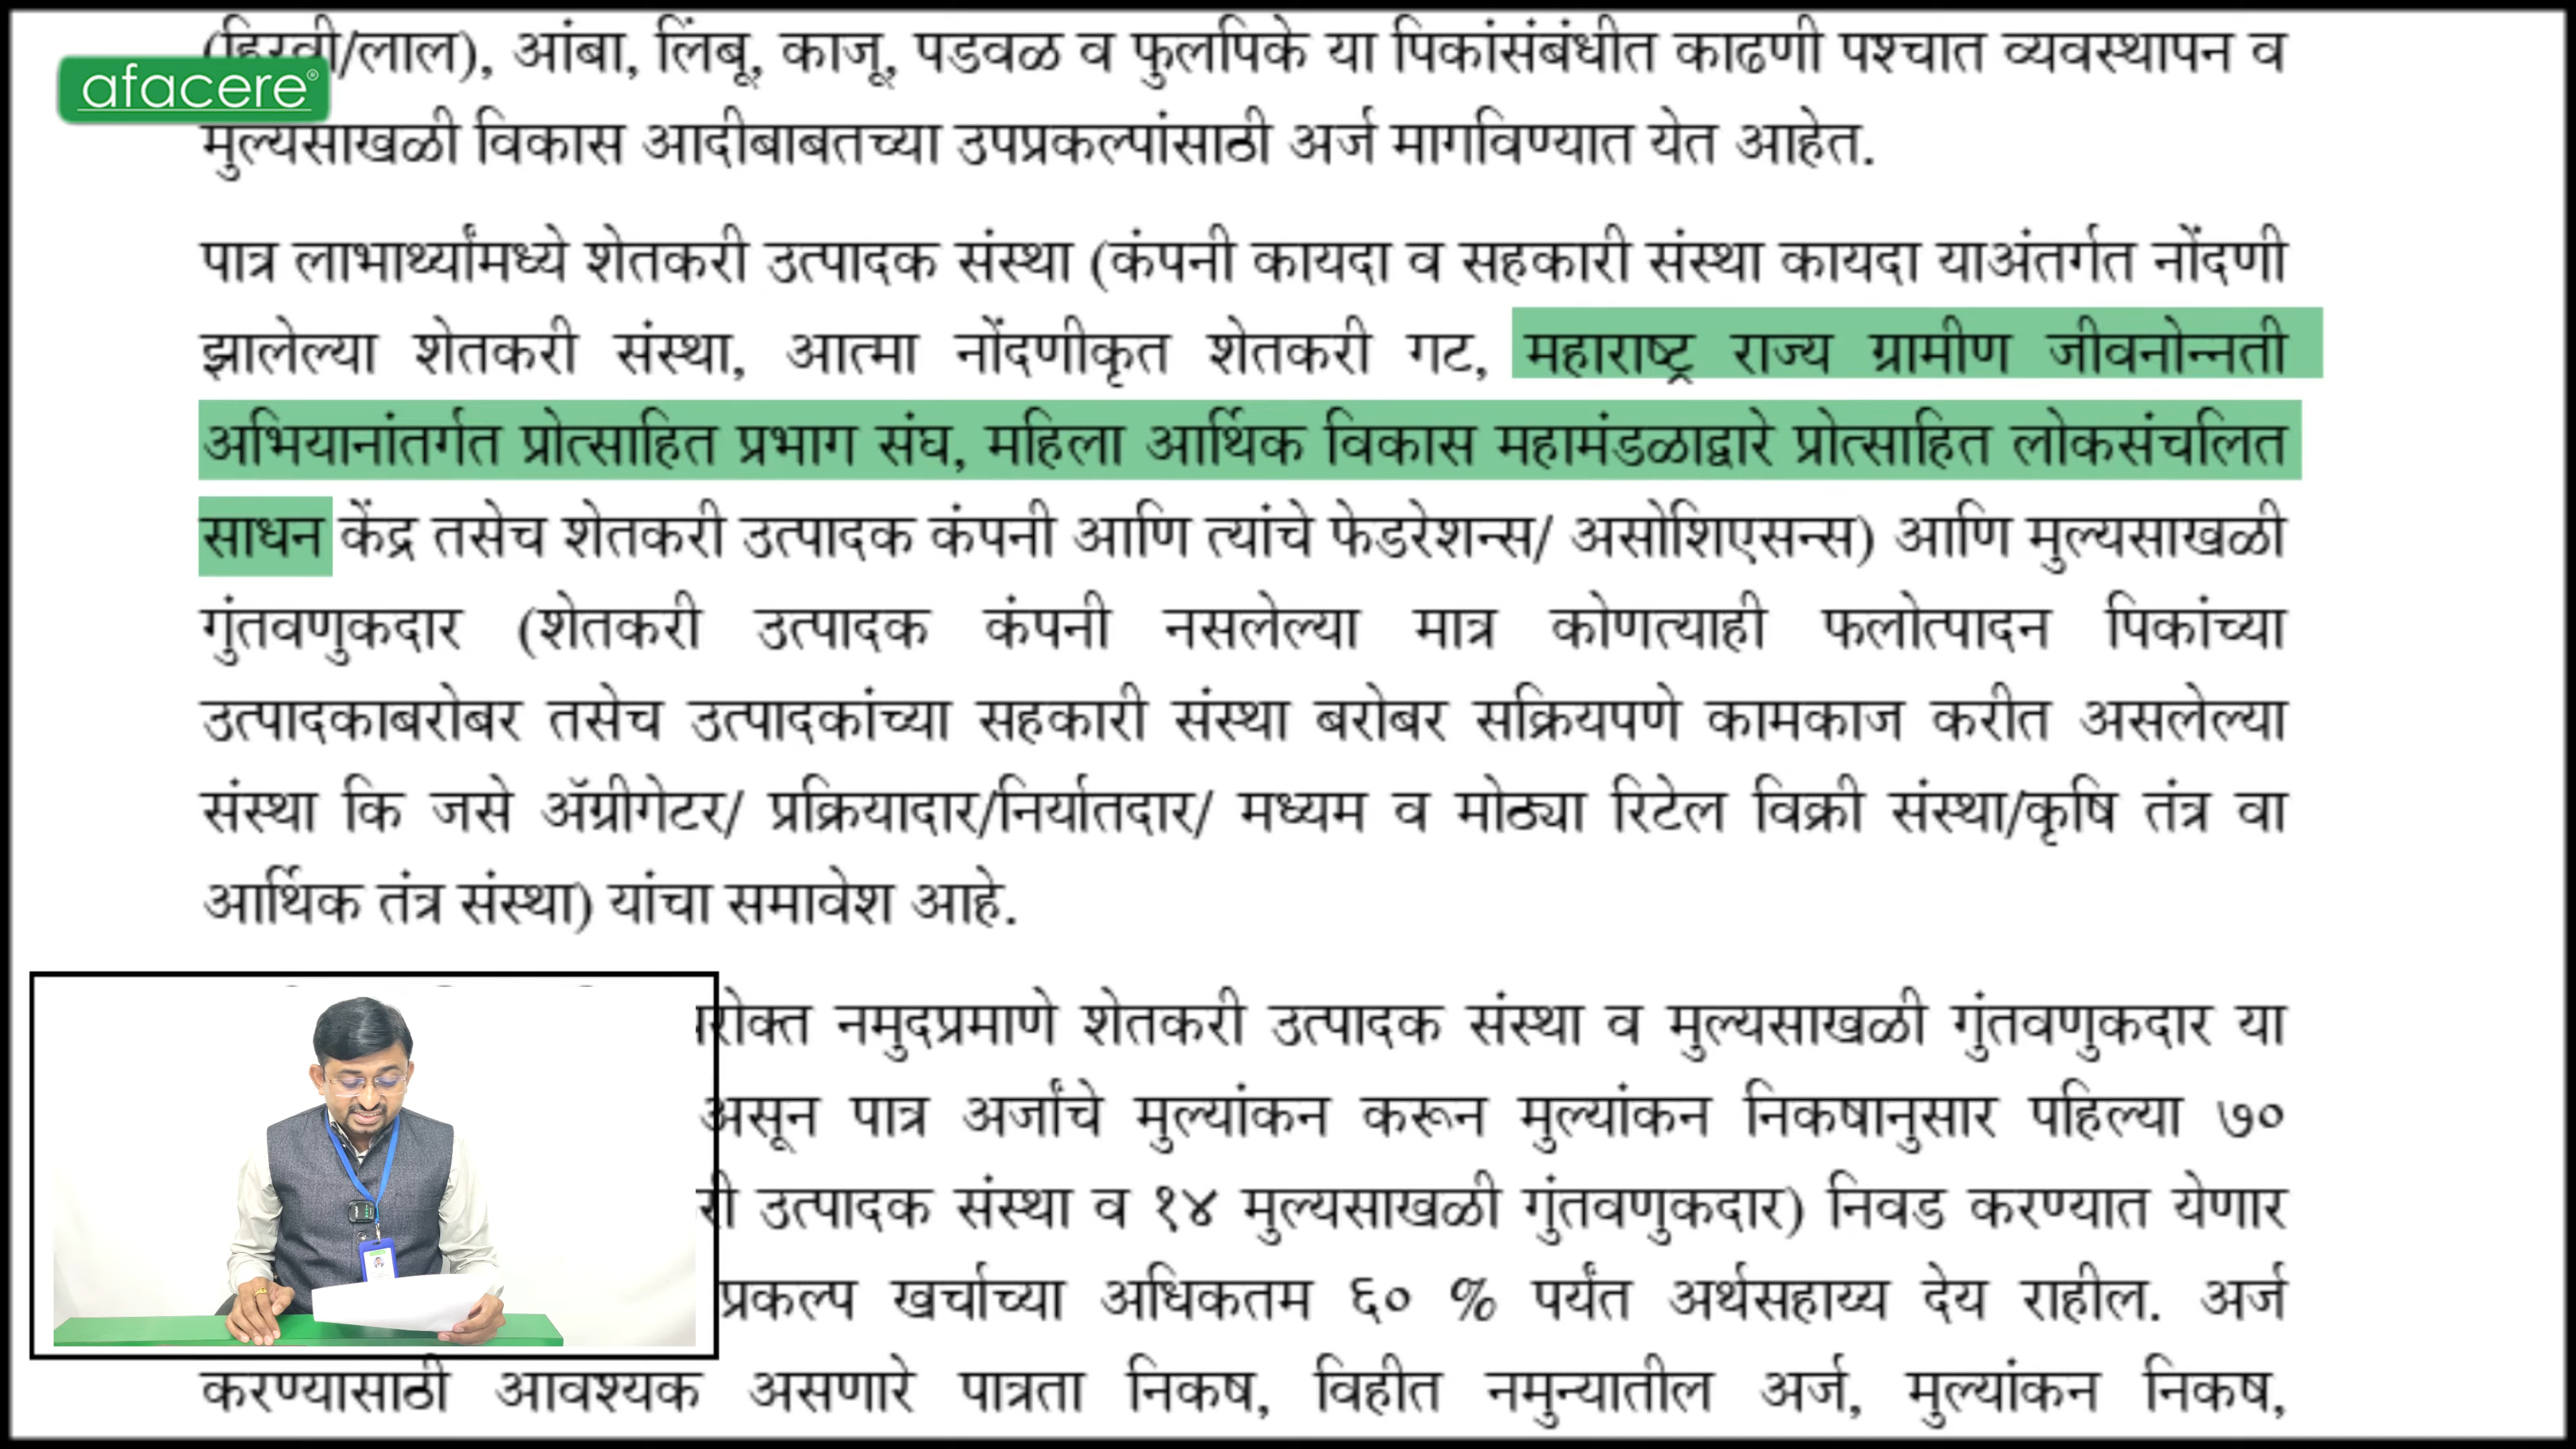 (हिरवी/लाल), आंबा, लिंबू, काजू, पडवळ व फुलपिके या पिकांसंबंधीत काढणी पश्चात व्यवस्थापन व
afacere®
मुल्यसाखळी विकास आदीबाबतच्या उपप्रकल्पांसाठी अर्ज मागविण्यात येत आहेत.
पात्र लाभार्थ्यांमध्ये शेतकरी उत्पादक संस्था (कंपनी कायदा व सहकारी संस्था कायदा याअंतर्गत नोंदणी
झालेल्या शेतकरी संस्था, आत्मा नोंदणीकृत शेतकरी गट, महाराष्ट्र राज्य ग्रामीण जीवनोन्नती
अभियानांतर्गत प्रोत्साहित प्रभाग संघ, महिला आर्थिक विकास महामंडळाद्वारे प्रोत्साहित लोकसंचलित
साधन केंद्र तसेच शेतकरी उत्पादक कंपनी आणि त्यांचे फेडरेशन्स/ असोशिएसन्स) आणि मुल्यसाखळी
गुंतवणुकदार (शेतकरी उत्पादक कंपनी नसलेल्या मात्र कोणत्याही फलोत्पादन पिकांच्या
उत्पादकाबरोबर तसेच उत्पादकांच्या सहकारी संस्था बरोबर सक्रियपणे कामकाज करीत असलेल्या
संस्था कि जसे ॲग्रीगेटर/ प्रक्रियादार/निर्यातदार/ मध्यम व मोठ्या रिटेल विक्री संस्था/कृषि तंत्र वा
आर्थिक तंत्र संस्था) यांचा समावेश आहे.
रोक्त नमुदप्रमाणे शेतकरी उत्पादक संस्था व मुल्यसाखळी गुंतवणुकदार या
असून पात्र अर्जांचे मुल्यांकन करून मुल्यांकन निकषानुसार पहिल्या ७०
री उत्पादक संस्था व १४ मुल्यसाखळी गुंतवणुकदार) निवड करण्यात येणार
प्रकल्प खर्चाच्या अधिकतम ६० % पर्यंत अर्थसहाय्य देय राहील. अर्ज
करण्यासाठी आवश्यक असणारे पात्रता निकष, विहीत नमुन्यातील अर्ज, मुल्यांकन निकष,